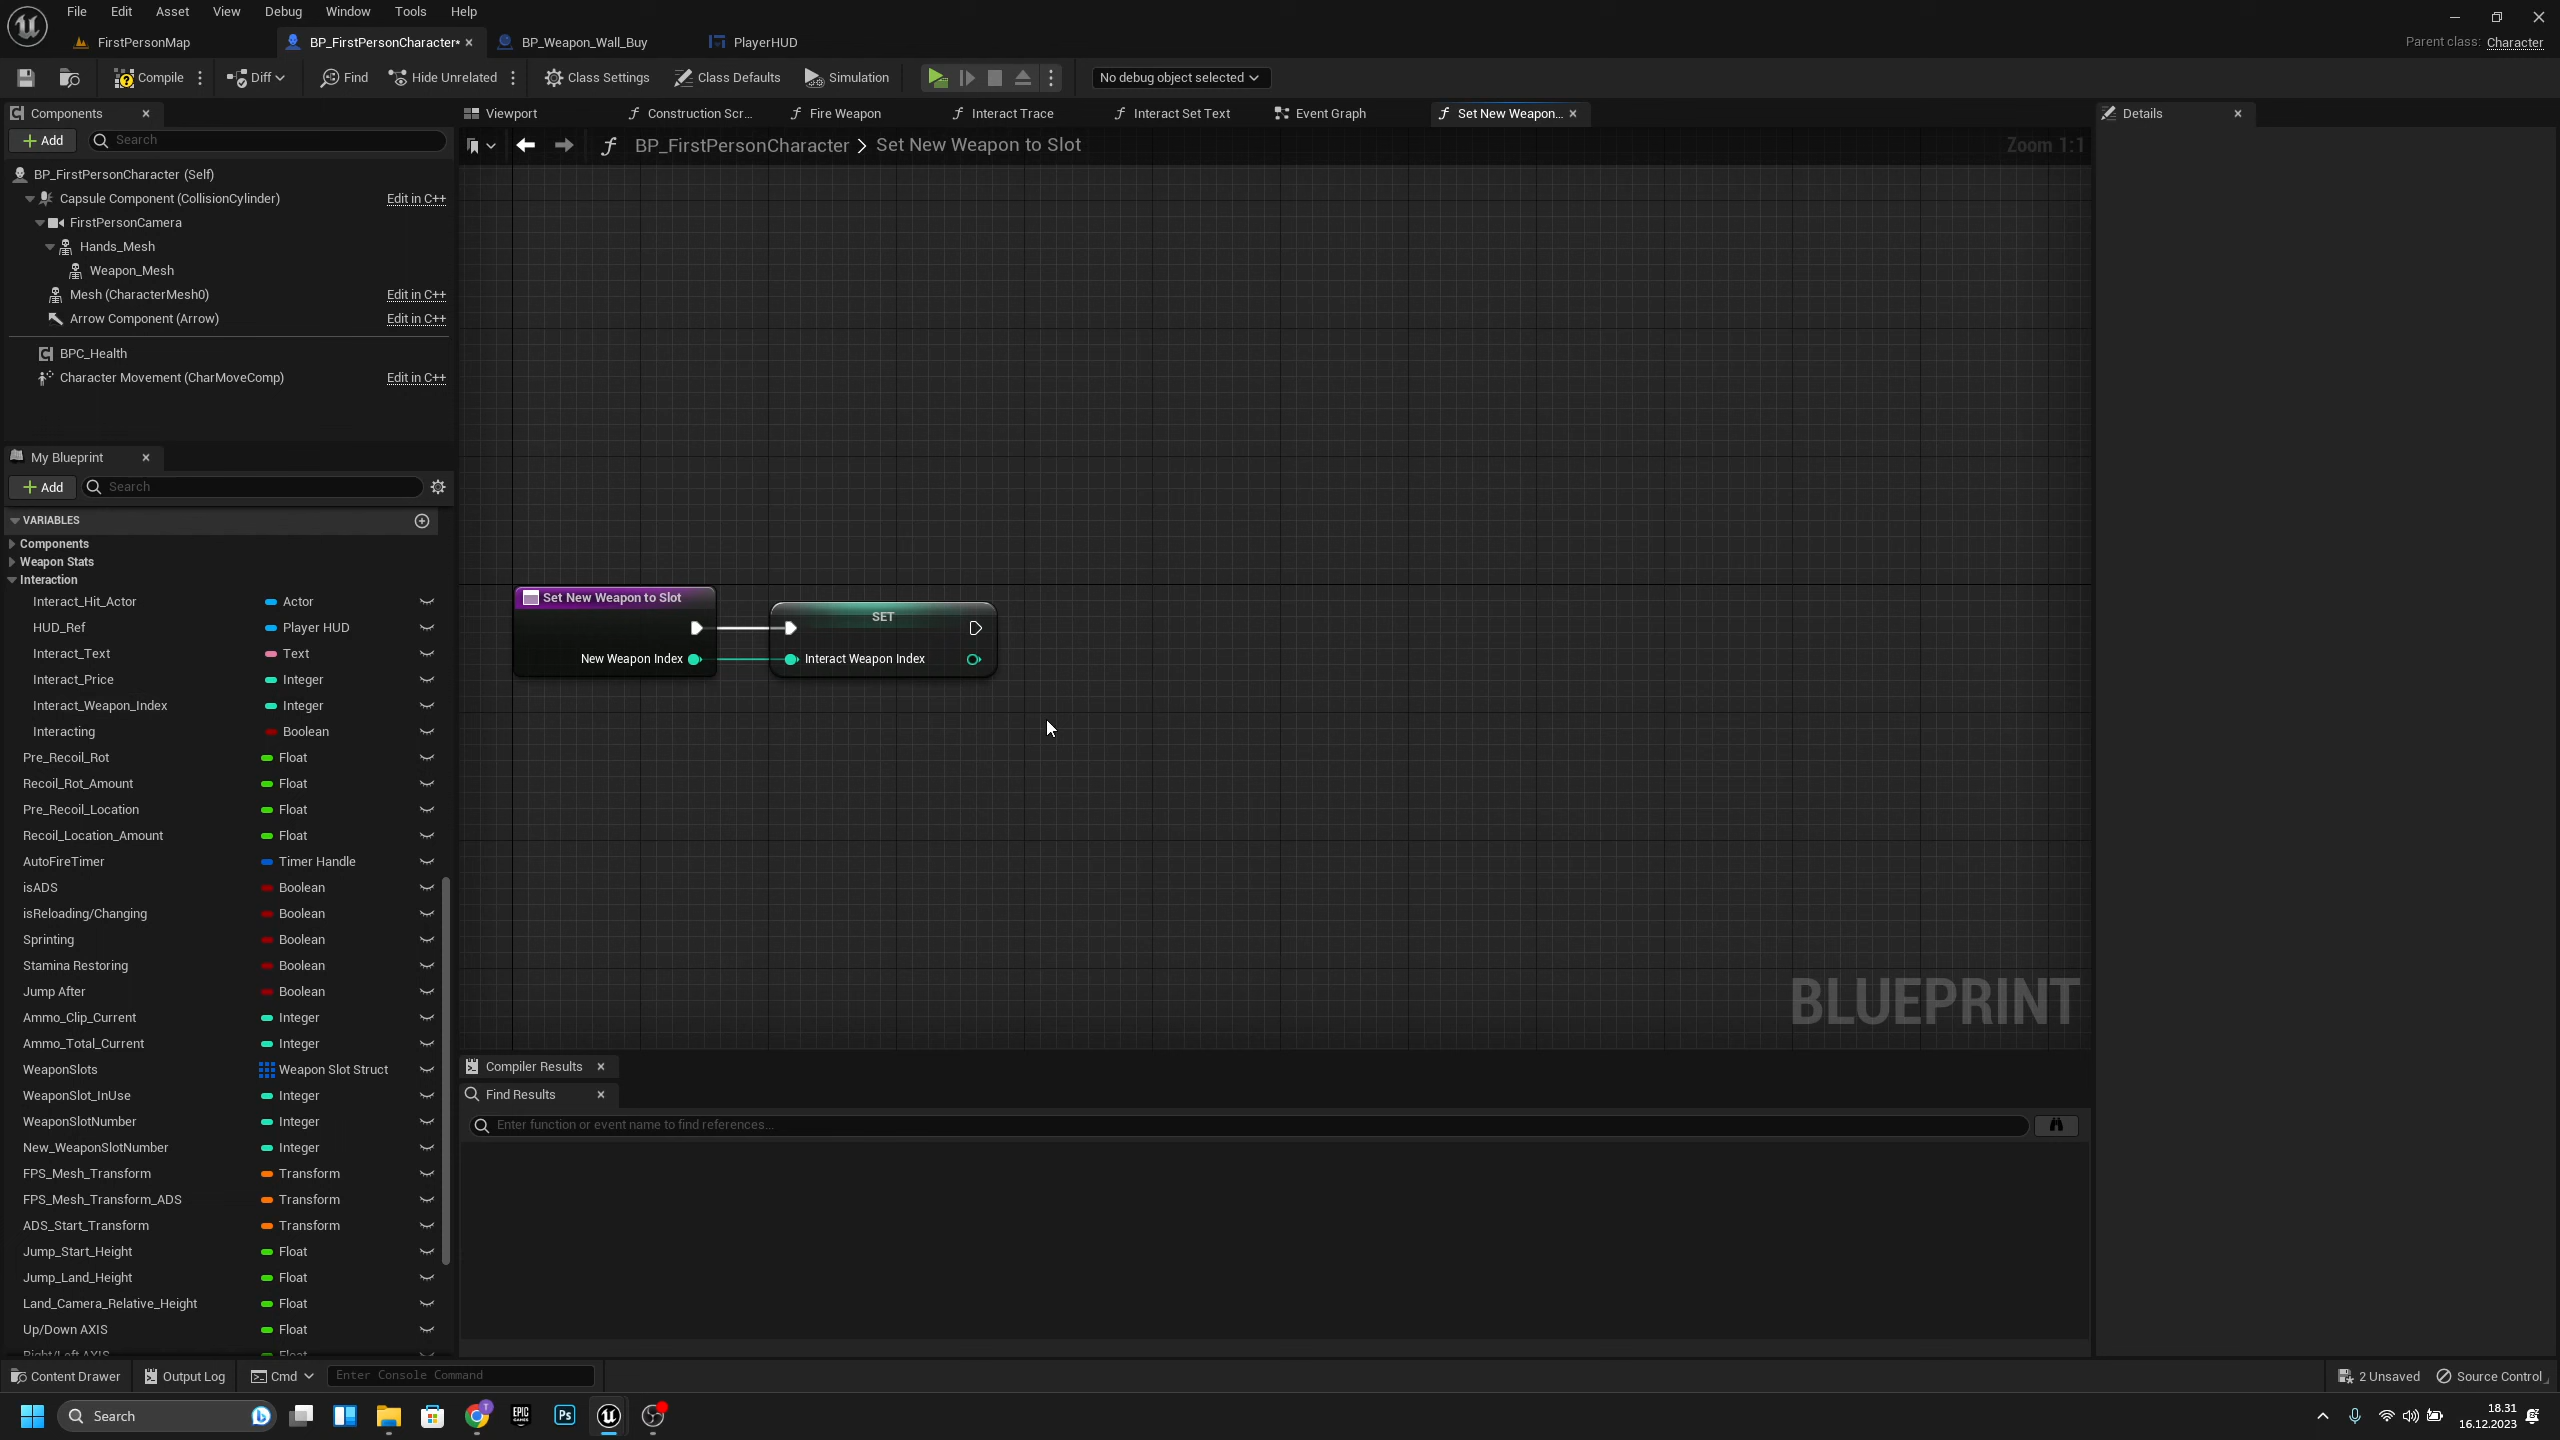 File Edit Asset View Debug Window Tools Help
FirstPersonMap BP_FirstPersonCharacter* BP_Weapon_Wall_Buy PlayerHUD
Parent class: Character
Compile Diff Find Hide Unrelated Class Settings Class Defaults Simulation No debug object selected
Components
Add Search
BP_FirstPersonCharacter (Self)
Capsule Component (CollisionCylinder) Edit in C++
FirstPersonCamera
Hands_Mesh
Weapon_Mesh
Mesh (CharacterMesh0) Edit in C++
Arrow Component (Arrow) Edit in C++
BPC_Health
Character Movement (CharMoveComp) Edit in C++
My Blueprint
Add Search
VARIABLES
Components
Weapon Stats
Interaction
Interact_Hit_Actor Actor
HUD_Ref Player HUD
Interact_Text Text
Interact_Price Integer
Interact_Weapon_Index Integer
Interacting Boolean
Pre_Recoil_Rot Float
Recoil_Rot_Amount Float
Pre_Recoil_Location Float
Recoil_Location_Amount Float
AutoFireTimer Timer Handle
isADS Boolean
isReloading/Changing Boolean
Sprinting Boolean
Stamina Restoring Boolean
Jump After Boolean
Ammo_Clip_Current Integer
Ammo_Total_Current Integer
WeaponSlots Weapon Slot Struct
WeaponSlot_InUse Integer
WeaponSlotNumber Integer
New_WeaponSlotNumber Integer
FPS_Mesh_Transform Transform
FPS_Mesh_Transform_ADS Transform
ADS_Start_Transform Transform
Jump_Start_Height Float
Jump_Land_Height Float
Land_Camera_Relative_Height Float
Up/Down AXIS Float
Right/Left AXIS Float
Viewport Construction Scr... Fire Weapon Interact Trace Interact Set Text Event Graph Set New Weapon...
BP_FirstPersonCharacter > Set New Weapon to Slot
Zoom 1:1
Set New Weapon to Slot
New Weapon Index
SET
Interact Weapon Index
BLUEPRINT
Compiler Results
Find Results
Enter function or event name to find references...
Details
Content Drawer Output Log Cmd Enter Console Command
2 Unsaved Source Control
Search
EPIC GAMES
Ps
T
18.31
16.12.2023